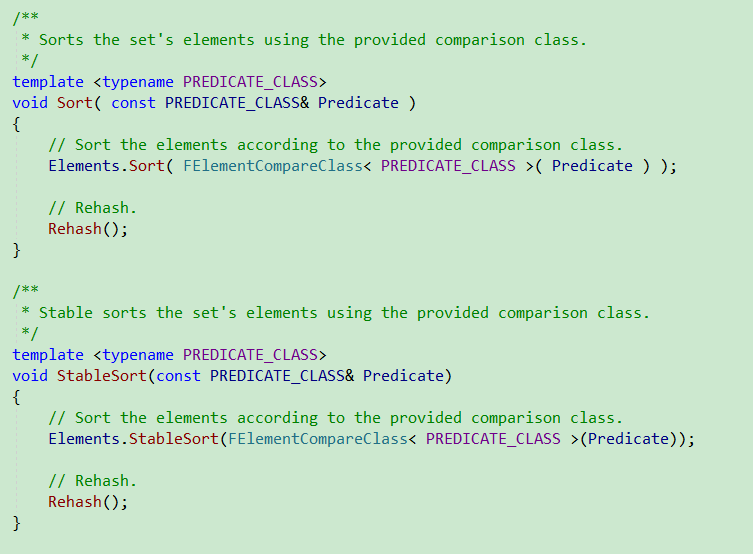 /**
 * Sorts the set's elements using the provided comparison class.
 */
template <typename PREDICATE_CLASS>
void Sort( const PREDICATE_CLASS& Predicate )
{
    // Sort the elements according to the provided comparison class.
    Elements.Sort( FElementCompareClass< PREDICATE_CLASS >( Predicate ) );

    // Rehash.
    Rehash();
}

/**
 * Stable sorts the set's elements using the provided comparison class.
 */
template <typename PREDICATE_CLASS>
void StableSort(const PREDICATE_CLASS& Predicate)
{
    // Sort the elements according to the provided comparison class.
    Elements.StableSort(FElementCompareClass< PREDICATE_CLASS >(Predicate));

    // Rehash.
    Rehash();
}